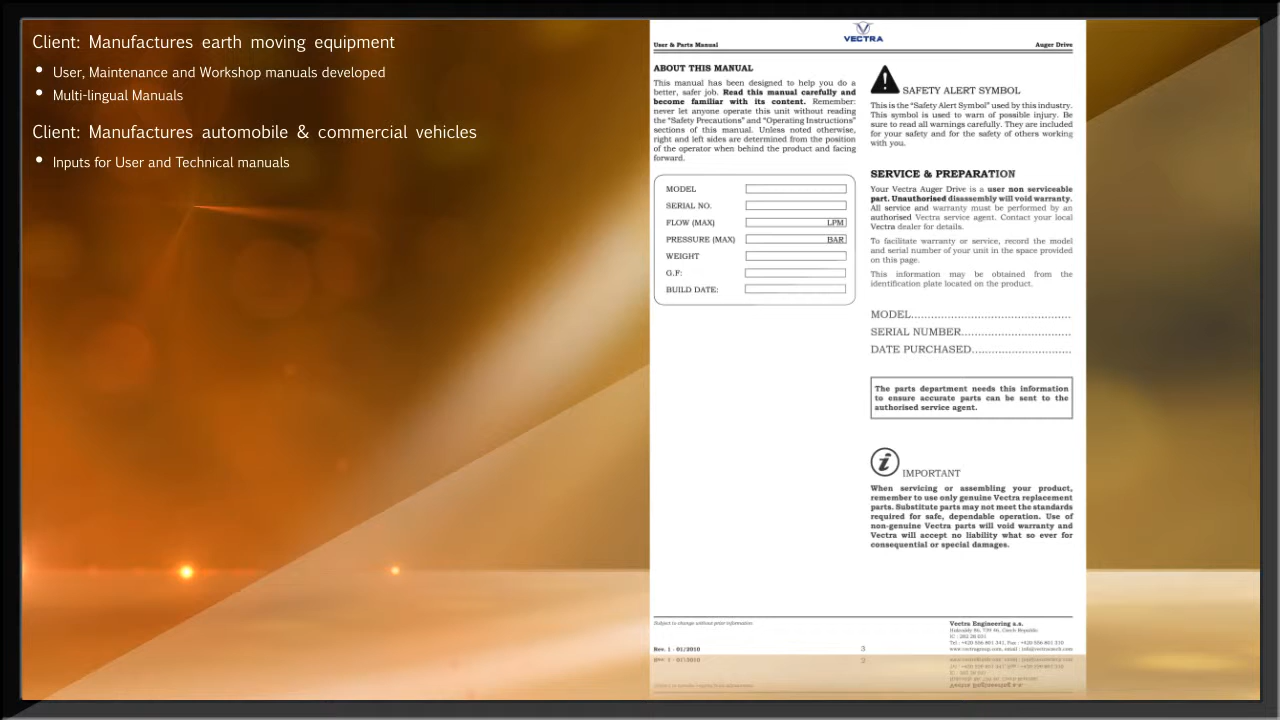 Client: Manufactures earth moving equipment
• User, Maintenance and Workshop manuals developed
• Multilingual Manuals
Client: Manufactures automobile & commercial vehicles
• Inputs for User and Technical manuals
VECTRA
User & Parts Manual
Auger Drive
ABOUT THIS MANUAL
This manual has been designed to help you do a
better, safer job. Read this manual carefully and
become familiar with its content. Remember:
never let anyone operate this unit without reading
the "Safety Precautions" and "Operating Instructions"
sections of this manual. Unless noted otherwise,
right and left sides are determined from the position
of the operator when behind the product and facing
forward.
MODEL
SERIAL NO.
FLOW (MAX) LPM
PRESSURE (MAX) BAR
WEIGHT
G.F:
BUILD DATE:
SAFETY ALERT SYMBOL
This is the "Safety Alert Symbol" used by this industry.
This symbol is used to warn of possible injury. Be
sure to read all warnings carefully. They are included
for your safety and for the safety of others working
with you.
SERVICE & PREPARATION
Your Vectra Auger Drive is a user non serviceable
part. Unauthorised disassembly will void warranty.
All service and warranty must be performed by an
authorised Vectra service agent. Contact your local
Vectra dealer for details.
To facilitate warranty or service, record the model
and serial number of your unit in the space provided
on this page.
This information may be obtained from the
identification plate located on the product.
MODEL................................................
SERIAL NUMBER.................................
DATE PURCHASED..............................
The parts department needs this information
to ensure accurate parts can be sent to the
authorised service agent.
IMPORTANT
When servicing or assembling your product,
remember to use only genuine Vectra replacement
parts. Substitute parts may not meet the standards
required for safe, dependable operation. Use of
non-genuine Vectra parts will void warranty and
Vectra will accept no liability what so ever for
consequential or special damages.
Subject to change without prior information
Rev. 1 - 01/2010
3
Vectra Engineering a.s.
Czech Republic